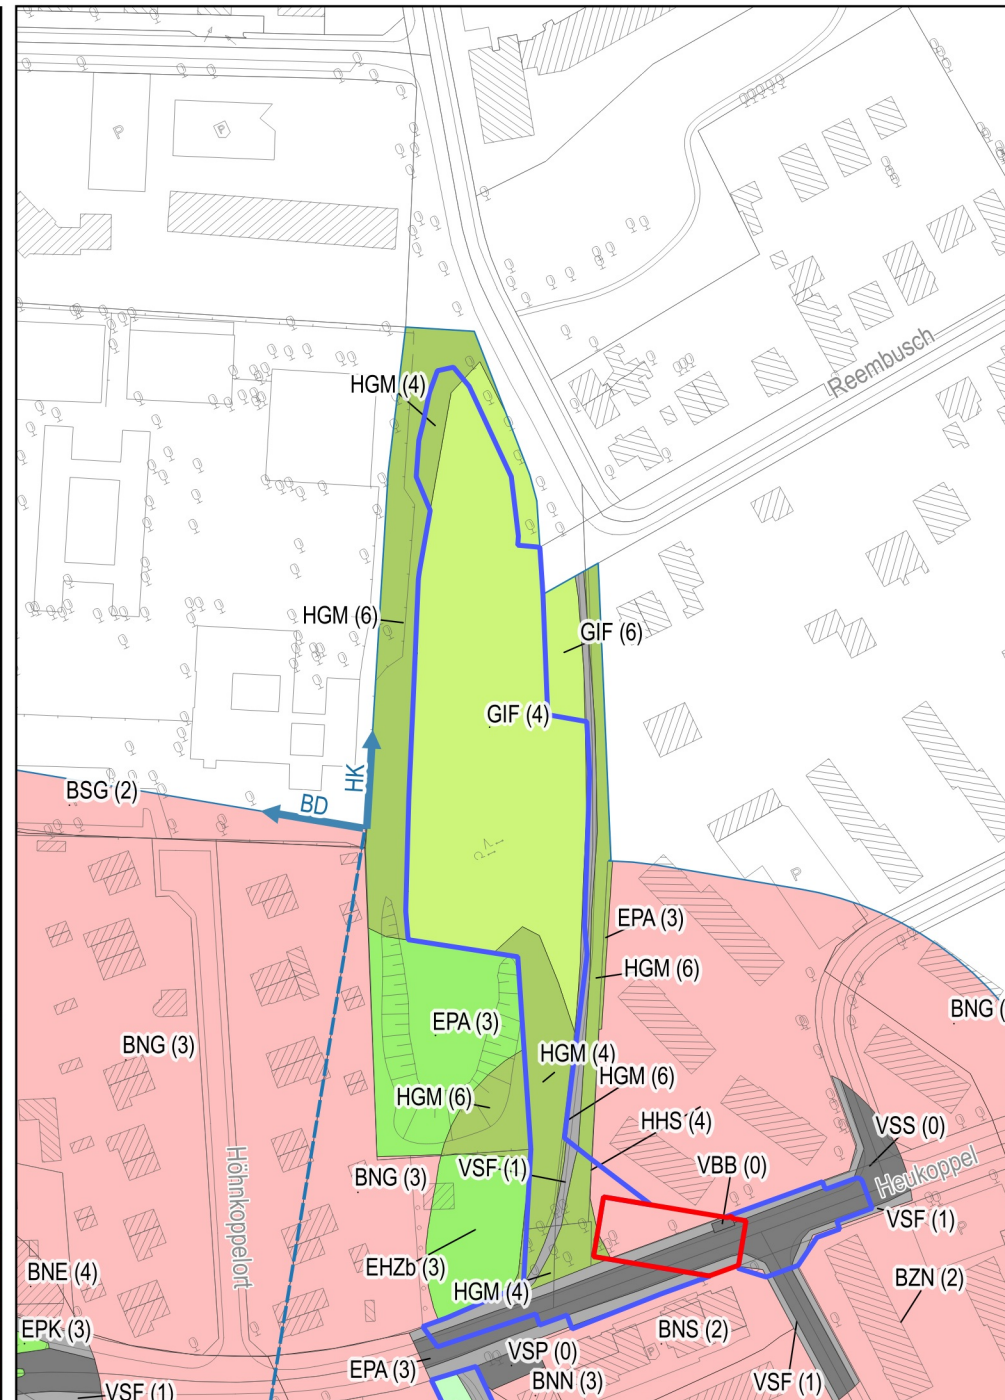 P
P
Reembusch
HGM (4)
HGM (6)
GIF (6)
GIF (4)
HK
BD
BSG (2)
P
EPA (3)
HGM (6)
BNG (
EPA (3)
BNG (3)
HGM (4)
HGM (6)
HGM (6)
HHS (4)
VSS (0)
VBB (0)
VSF (1)
BNG (3)
Heukoppel
Höhnkoppelort
VSF (1)
EHZb (3)
BNE (4)
HGM (4)
BZN (2)
P
EPK (3)
BNS (2)
VSP (0)
P
EPA (3)
BNN (3)
VSF (1)
VSF (1)